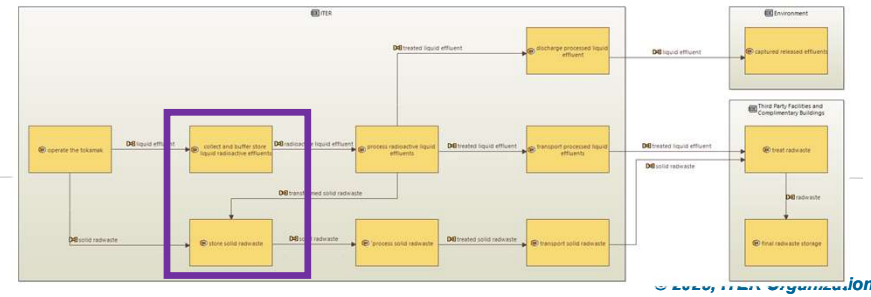 ITER
Environment
treated liquid effluent
discharge processed liquid
effluent
liquid effluent
captured released effluents
Third Party Facilities and
Complimentary Buildings
operate the tokamak
liquid effluent
collect and buffer store
liquid radioactive effluents
radioactive liquid effluent
process radioactive liquid
effluents
treated liquid effluent
transport processed liquid
effluents
treated liquid effluent
treat radwaste
solid radwaste
transformed solid radwaste
radwaste
solid radwaste
store solid radwaste
solid radwaste
process solid radwaste
treated solid radwaste
transport solid radwaste
final radwaste storage
ITER Organization